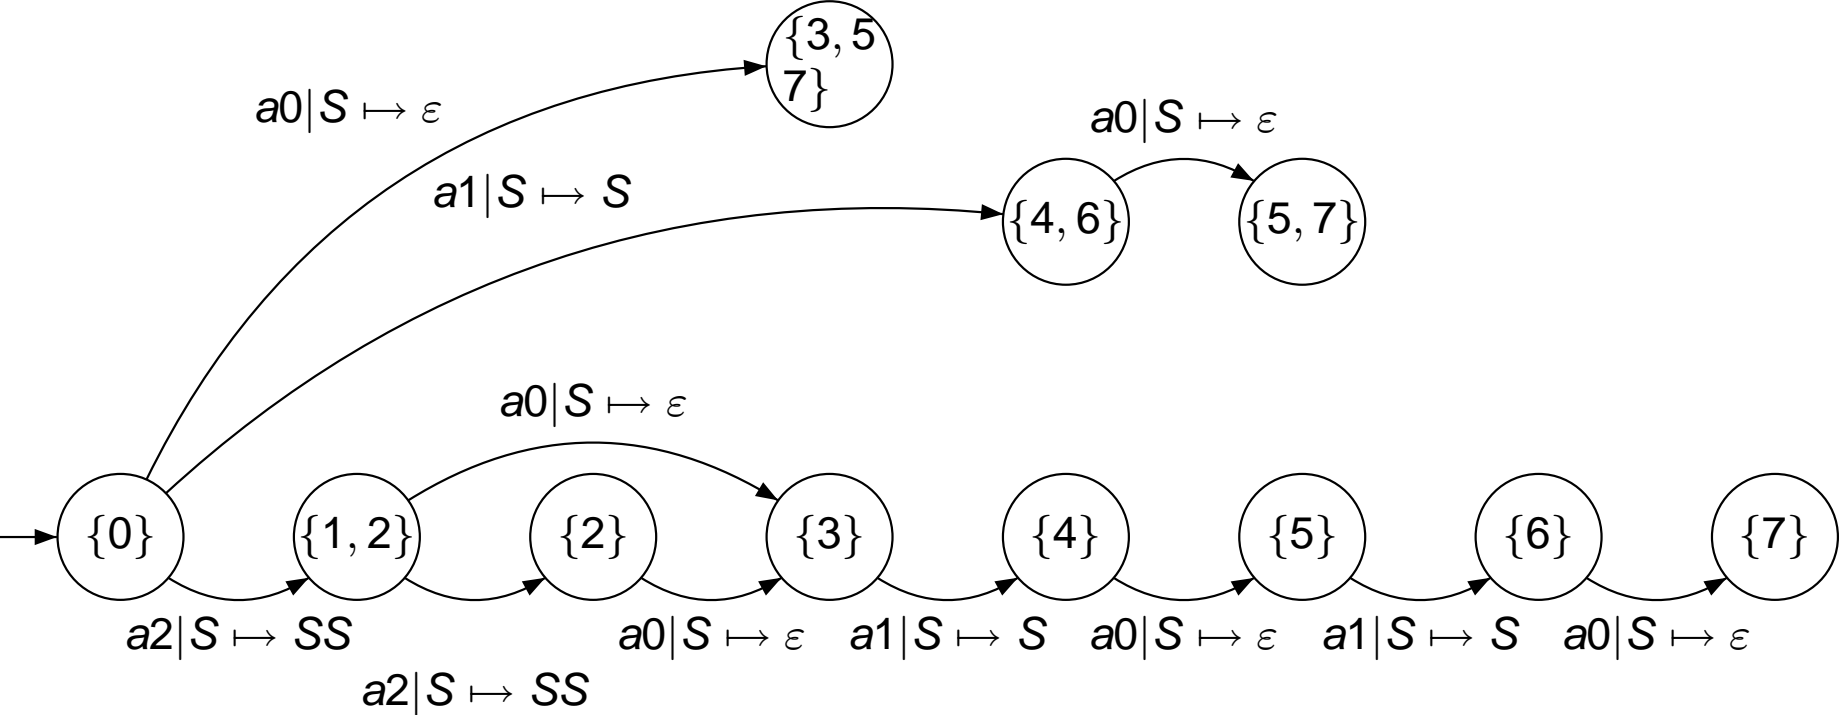 {3, 5
7}
a0|S ↦ ε
a0|S ↦ ε
a1|S ↦ S
{4, 6}
{5, 7}
a0|S ↦ ε
{0}
{1, 2}
{2}
{3}
{4}
{5}
{6}
{7}
a2|S ↦ SS
a0|S ↦ ε
a1|S ↦ S
a0|S ↦ ε
a1|S ↦ S
a0|S ↦ ε
a2|S ↦ SS